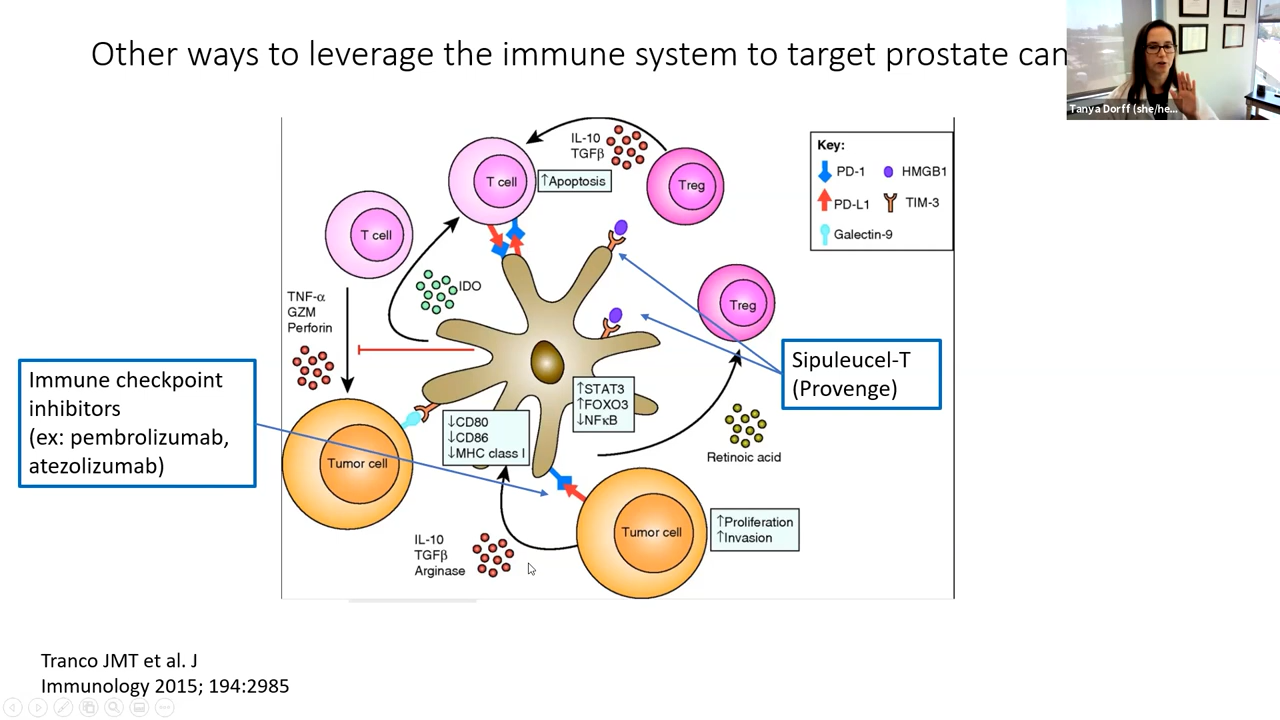 Other ways to leverage the immune system to target prostate can
Tanya Dorff (she/he...
IL-10
TGFβ
T cell
↑Apoptosis
Treg
Key:
PD-1
HMGB1
PD-L1
TIM-3
Galectin-9
T cell
IDO
TNF-α
GZM
Perforin
Treg
Immune checkpoint
inhibitors
(ex: pembrolizumab,
atezolizumab)
Sipuleucel-T
(Provenge)
↑STAT3
↑FOXO3
↓NFκB
↓CD80
↓CD86
↓MHC class I
Tumor cell
Retinoic acid
Tumor cell
↑Proliferation
↑Invasion
IL-10
TGFβ
Arginase
Tranco JMT et al. J
Immunology 2015; 194:2985